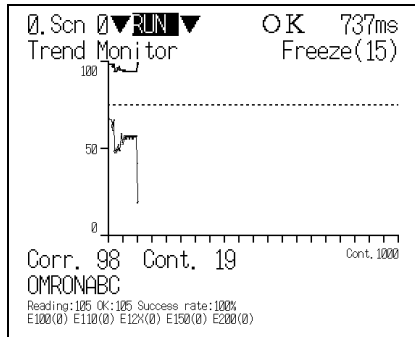 0.Scn 0▼RUN ▼ OK 737ms
Trend Monitor Freeze(15)
100
50
0
Cont.1000
Corr. 98 Cont. 19
OMRONABC
Reading:105 OK:105 Success rate:100%
E100(0) E110(0) E12X(0) E150(0) E200(0)